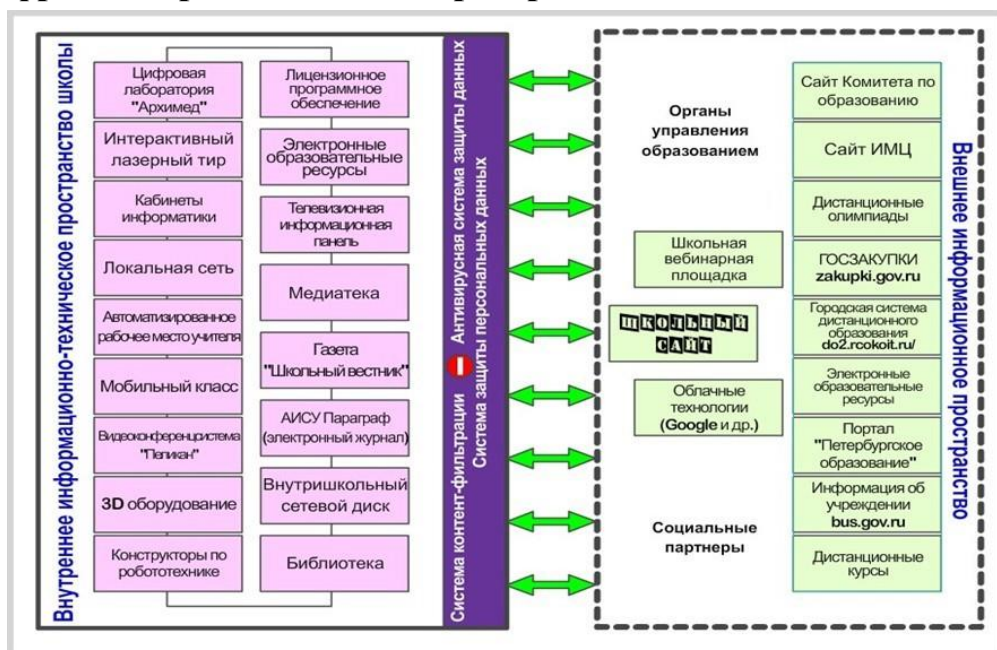 Внутреннее информационно-техническое пространство школы
Цифровая
лаборатория
"Архимед"
Интерактивный
лазерный тир
Кабинеты
информатики
Локальная сеть
Автоматизированное
рабочее место учителя
Мобильный класс
Видеоконференцсистема
"Пеликан"
3D оборудование
Конструкторы по
робототехнике
Лицензионное
программное
обеспечение
Электронные
образовательные
ресурсы
Телевизионная
информационная
панель
Медиатека
Газета
"Школьный вестник"
АИСУ Параграф
(электронный журнал)
Внутришкольный
сетевой диск
Библиотека
Система контент-фильтрации
Антивирусная система защиты данных
Система защиты персональных данных
Органы
управления
образованием
Школьная
вебинарная
площадка
ШКОЛЬНЫЙ
САЙТ
Облачные
технологии
(Google и др.)
Социальные
партнеры
Сайт Комитета по
образованию
Сайт ИМЦ
Дистанционные
олимпиады
ГОСЗАКУПКИ
zakupki.gov.ru
Городская система
дистанционного
образования
do2.rcokoit.ru/
Электронные
образовательные
ресурсы
Портал
"Петербургское
образование"
Информация об
учреждении
bus.gov.ru
Дистанционные
курсы
Внешнее информационное пространство